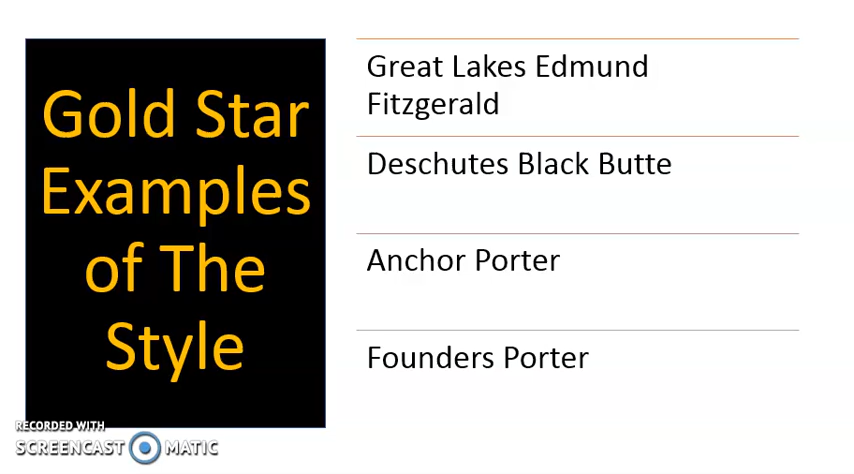 Gold Star
Examples
of The
Style
Great Lakes Edmund
Fitzgerald
Deschutes Black Butte
Anchor Porter
Founders Porter
RECORDED WITH
SCREENCAST MATIC